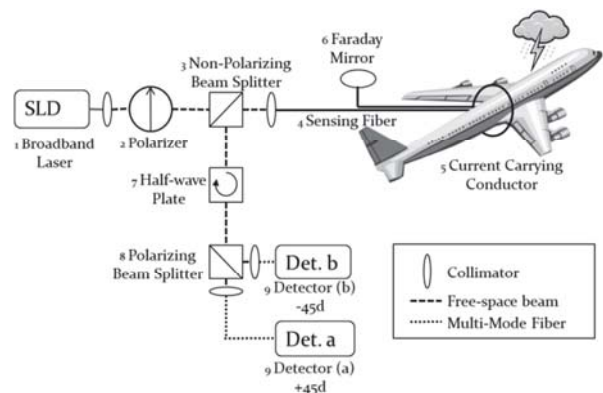 6 Faraday
Mirror
3 Non-Polarizing
Beam Splitter
SLD
1 Broadband
Laser
2 Polarizer
4 Sensing Fiber
5 Current Carrying
Conductor
7 Half-wave
Plate
8 Polarizing
Beam Splitter
Det. b
9 Detector (b)
-45d
Det. a
9 Detector (a)
+45d
Collimator
Free-space beam
Multi-Mode Fiber